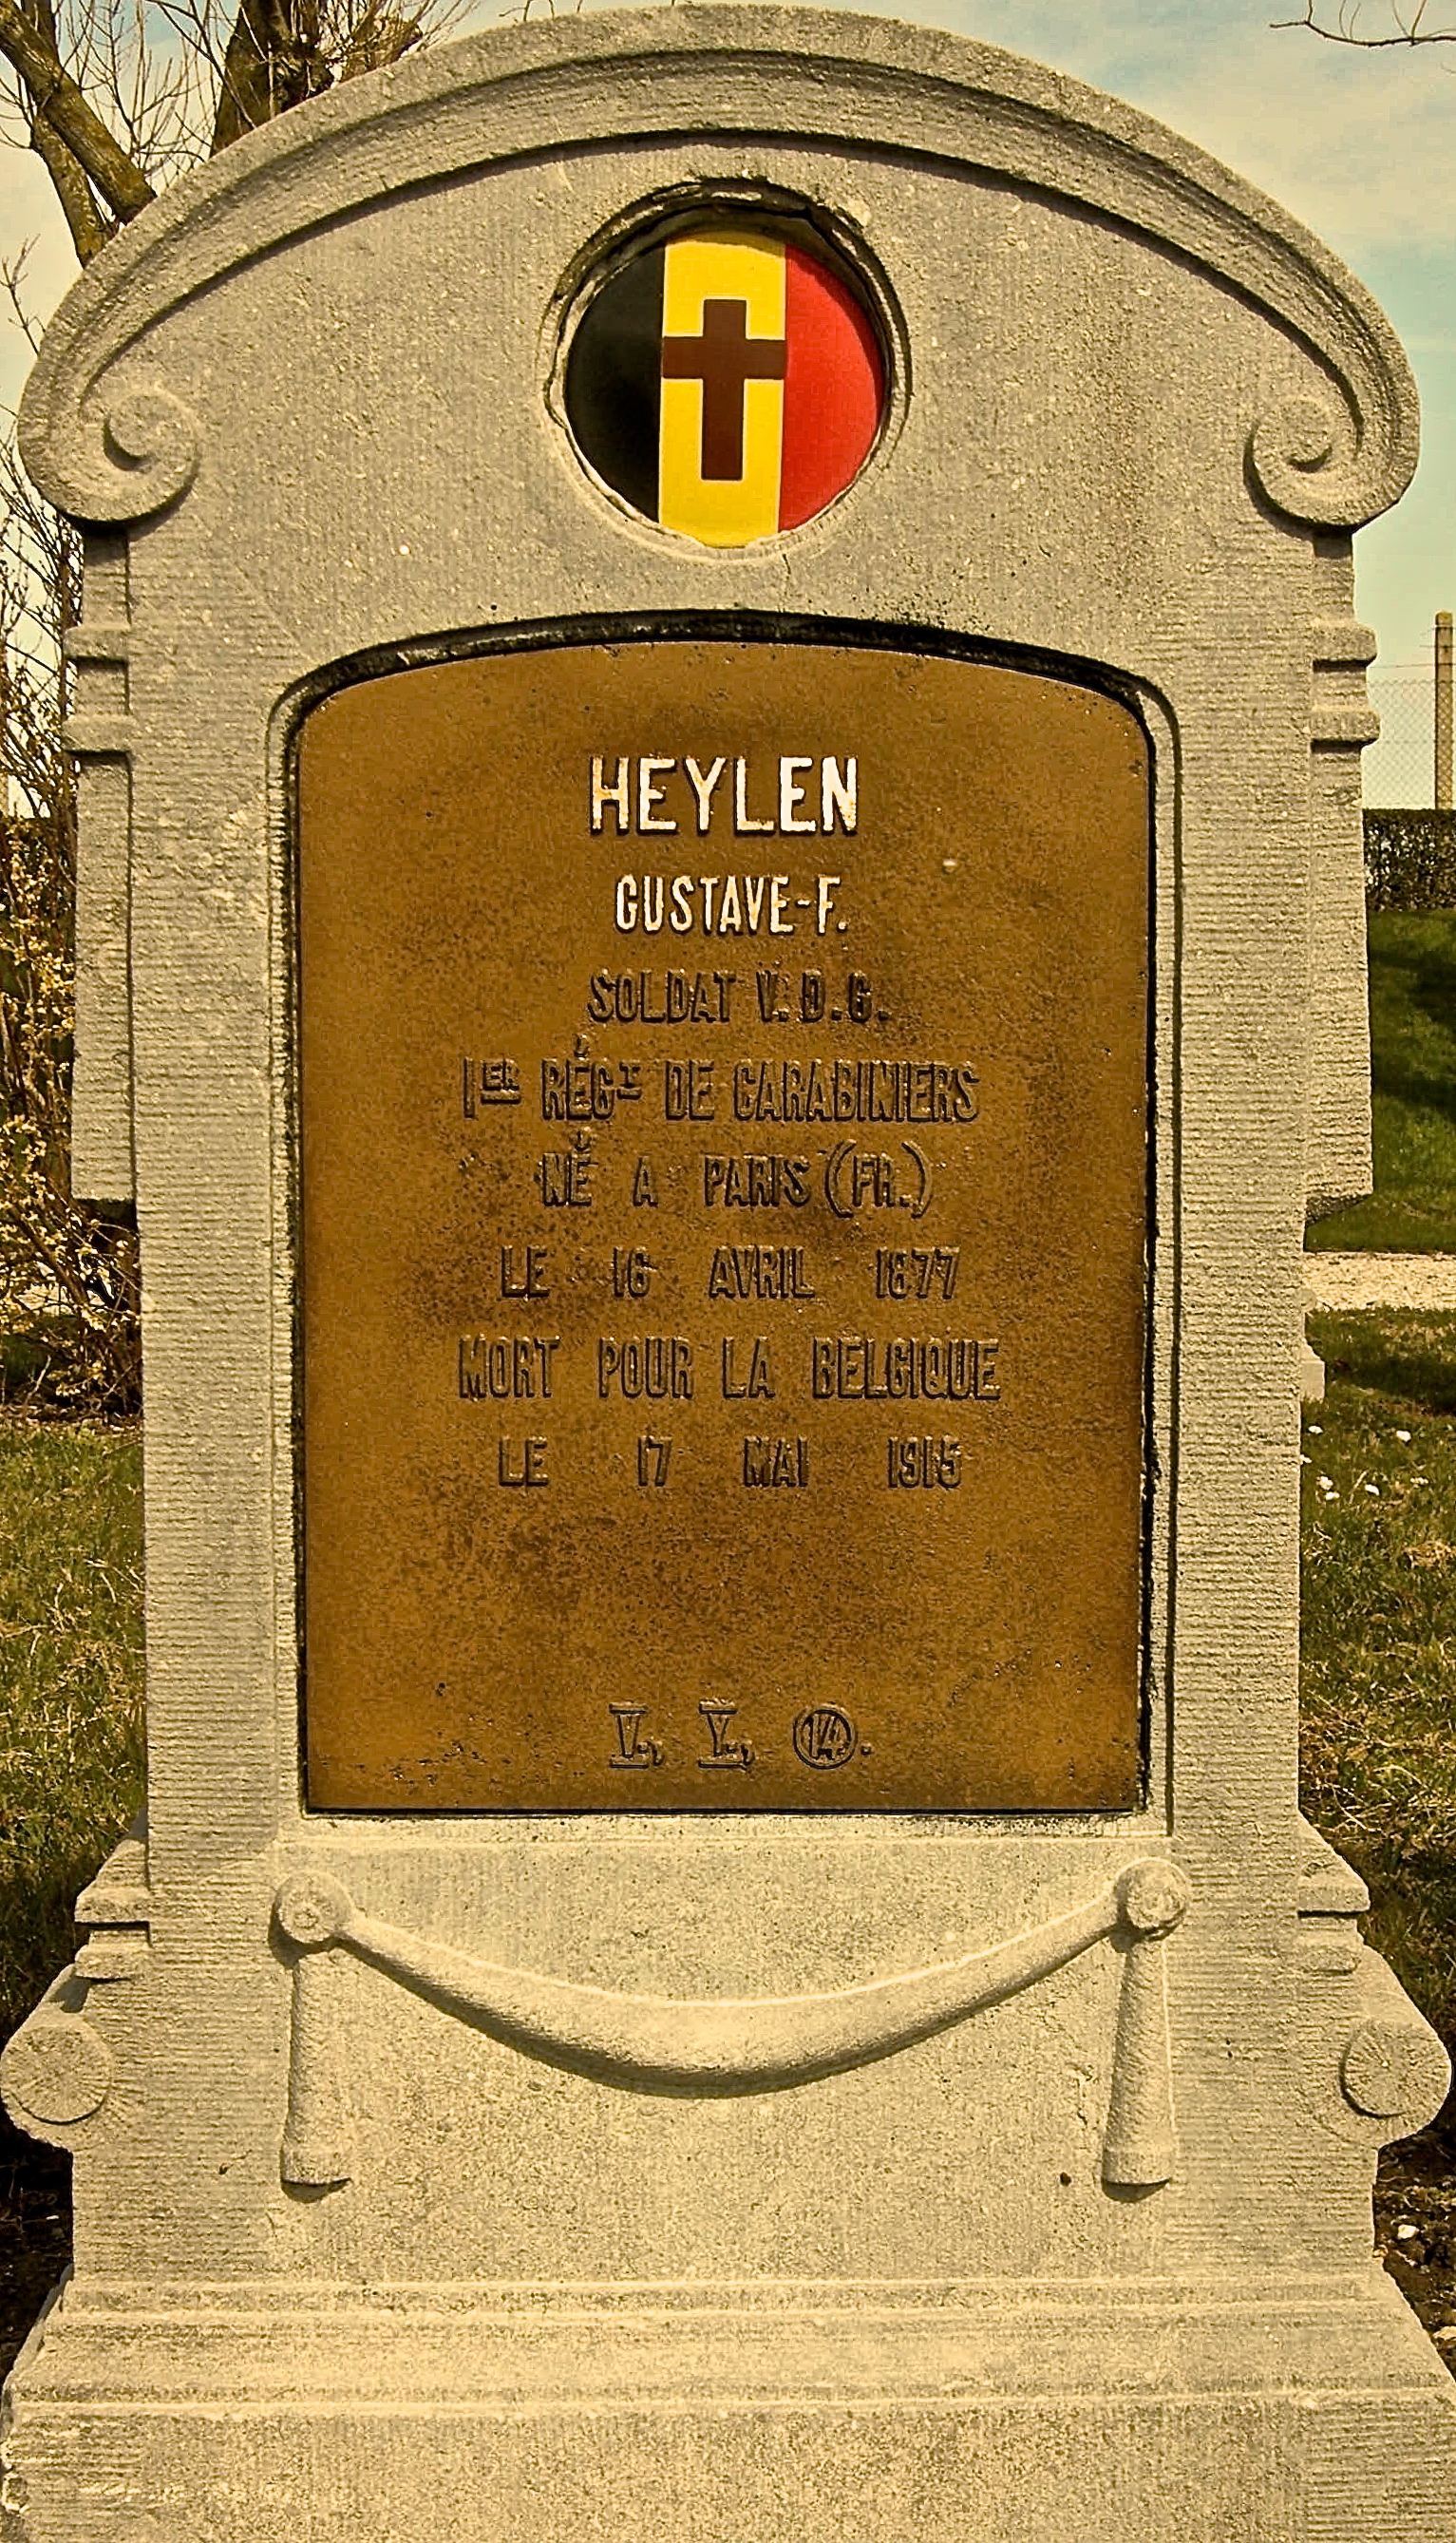 HEYLEN
GUSTAVE-F.
SOLDAT V.D.G.
1ER RÉGT DE CARABINIERS
NÉ A PARIS (FR.)
LE 16 AVRIL 1877
MORT POUR LA BELGIQUE
LE 17 MAI 1915
V., Y., 14.